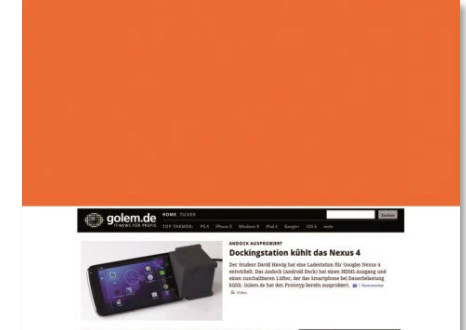 golem.de
IT-NEWS FÜR PROFIS
HOME TICKER
Suchen
TOP-THEMEN: PS 4 iPhone 5 Windows 8 iPad 4 Google+ iOS 6 mehr
ANDOCK AUSPROBIERT
Dockingstation kühlt das Nexus 4
Der Student David Hävig hat eine Ladestation für Googles Nexus 4
entwickelt. Das Andock (Android Dock) hat einen HDMI-Ausgang und
einen zuschaltbaren Lüfter, der das Smartphone bei Dauerbelastung
kühlt. Golem.de hat den Prototyp bereits ausprobiert. 1 Kommentar
Video